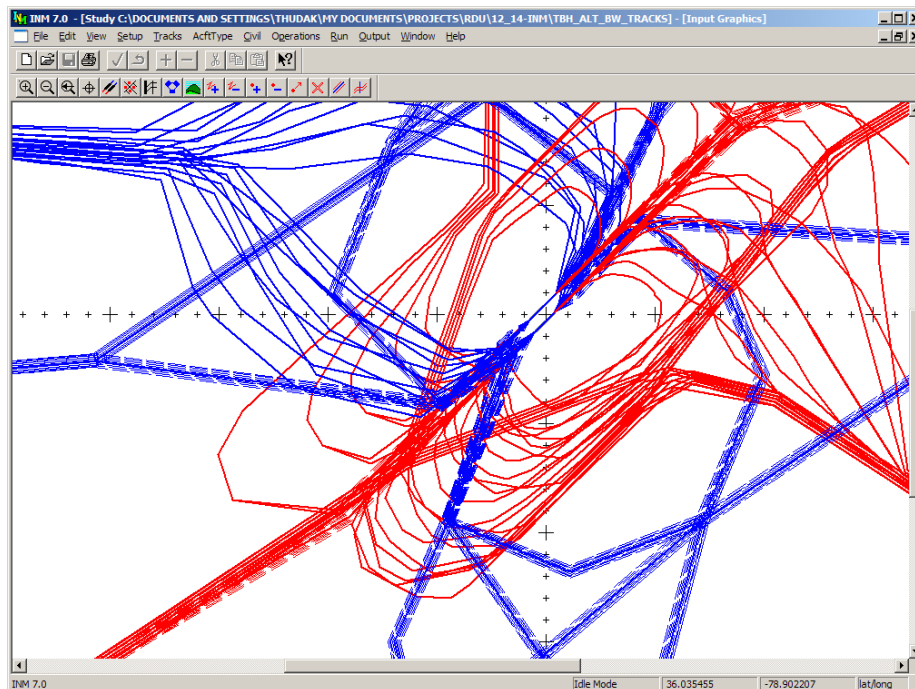 INM 7.0 - [Study C:\DOCUMENTS AND SETTINGS\THUDAK\MY DOCUMENTS\PROJECTS\RDU\12_14-INM\TBH_ALT_BW_TRACKS] - [Input Graphics]
File Edit View Setup Tracks AcftType Civil Operations Run Output Window Help
INM 7.0 Idle Mode 36.035455 -78.902207 lat/long